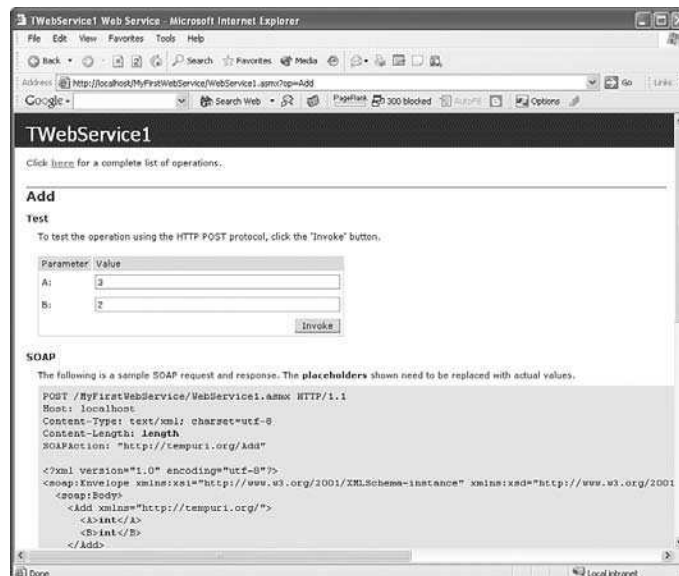 TWebService1 Web Service - Microsoft Internet Explorer
File Edit View Favorites Tools Help
Back Search Favorites Media
Address http://localhost/MyFirstWebService/WebService1.asmx?op=Add Go Links
Google Search Web PageRank 300 blocked AutoFill Options
TWebService1
Click here for a complete list of operations.
Add
Test
To test the operation using the HTTP POST protocol, click the 'Invoke' button.
Parameter Value
A: 3
B: 2
Invoke
SOAP
The following is a sample SOAP request and response. The placeholders shown need to be replaced with actual values.
POST /MyFirstWebService/WebService1.asmx HTTP/1.1
Host: localhost
Content-Type: text/xml; charset=utf-8
Content-Length: length
SOAPAction: "http://tempuri.org/Add"
<?xml version="1.0" encoding="utf-8"?>
<soap:Envelope xmlns:xsi="http://www.w3.org/2001/XMLSchema-instance" xmlns:xsd="http://www.w3.org/2001
<soap:Body>
<Add xmlns="http://tempuri.org/">
<A>int</A>
<B>int</B>
</Add>
Done Local intranet